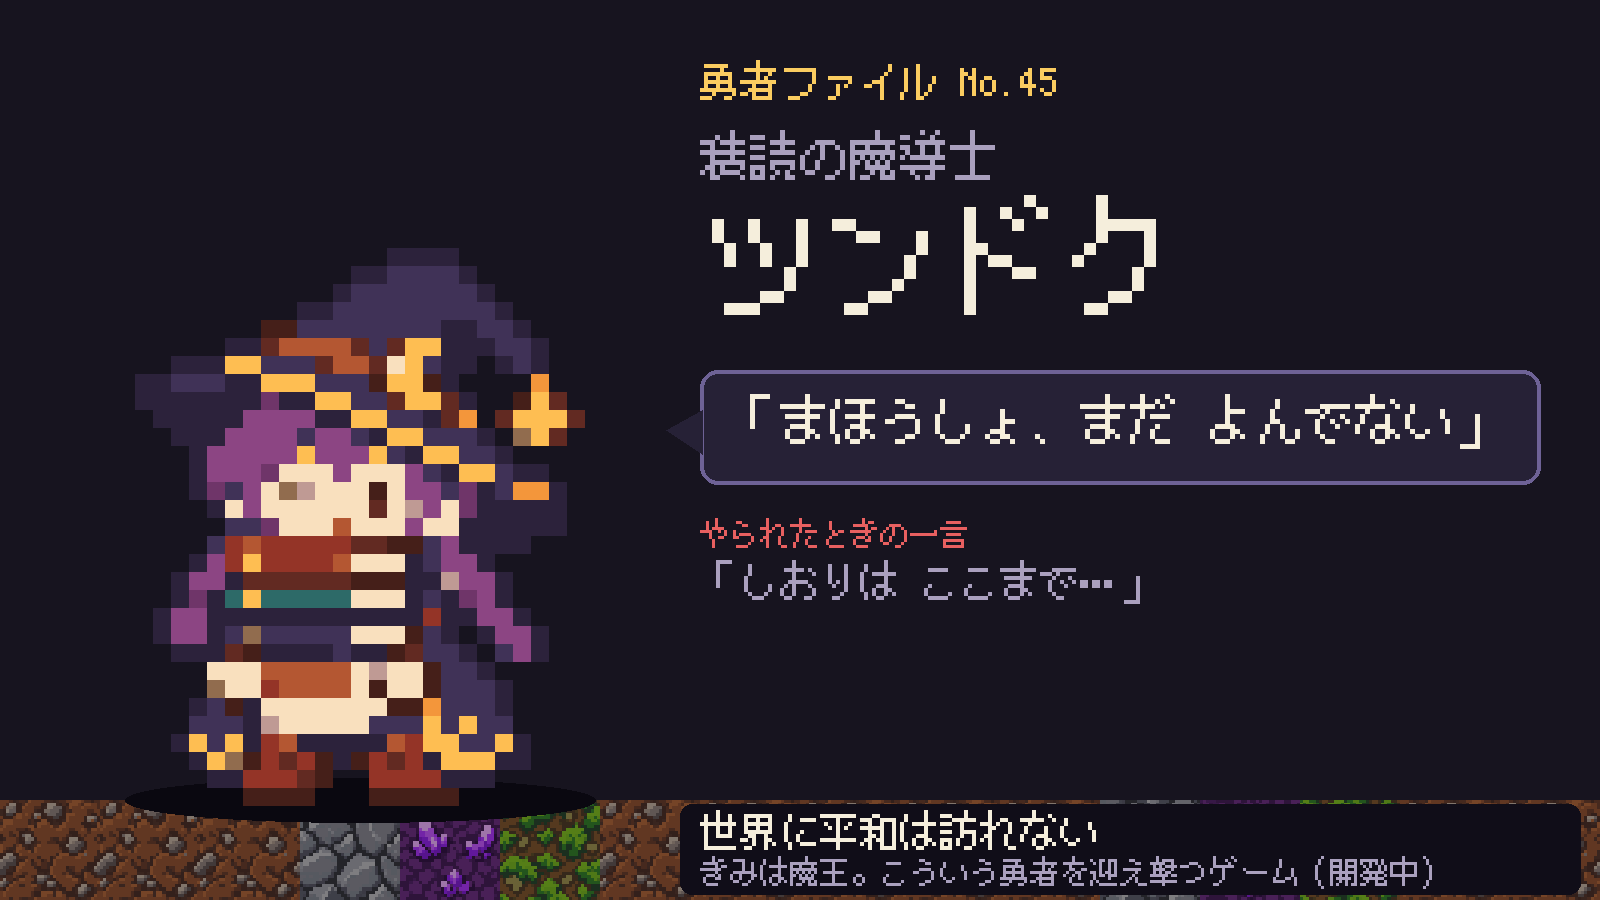 勇者ファイル No.45
装読の魔導士
ツンドク
「まほうしょ、まだ よんでない」
やられたときの一言
「しおりは ここまで…」
世界に平和は訪れない
きみは魔王。こういう勇者を迎え撃つゲーム（開発中）